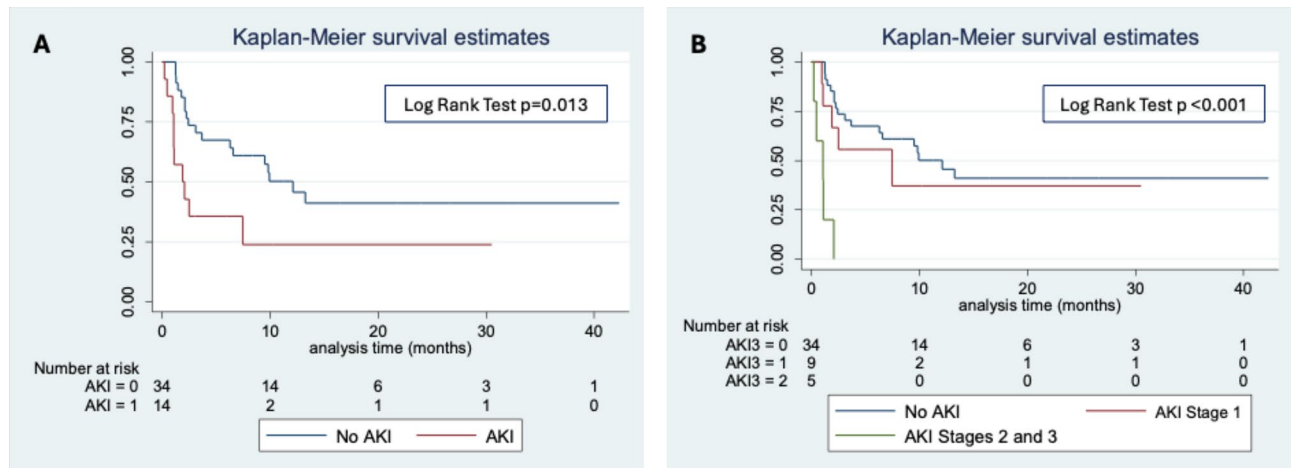 A
Kaplan-Meier survival estimates
Log Rank Test p=0.013
1.00
0.75
0.50
0.25
0.00
0 10 20 30 40
analysis time (months)
Number at risk
AKI = 0 34 14 6 3 1
AKI = 1 14 2 1 1 0
No AKI AKI
B
Kaplan-Meier survival estimates
Log Rank Test p <0.001
1.00
0.75
0.50
0.25
0.00
0 10 20 30 40
analysis time (months)
Number at risk
AKI3 = 0 34 14 6 3 1
AKI3 = 1 9 2 1 1 0
AKI3 = 2 5 0 0 0 0
No AKI AKI Stage 1
AKI Stages 2 and 3